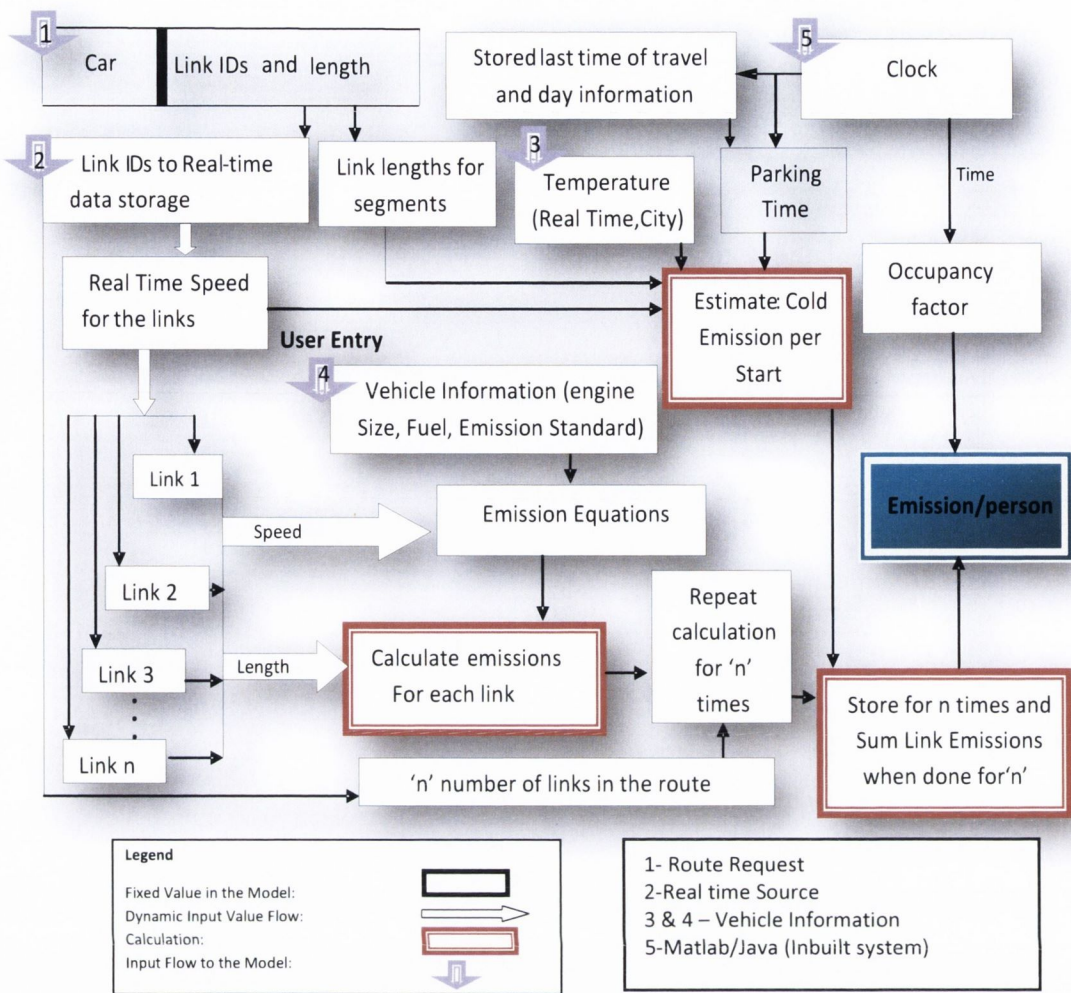 1
Car
Link IDs and length
Stored last time of travel
and day information
5
Clock
2
Link IDs to Real-time
data storage
Link lengths for
segments
3
Temperature
(Real Time,City)
Parking
Time
Time
Real Time Speed
for the links
Estimate: Cold
Emission per
Start
Occupancy
factor
User Entry
4
Vehicle Information (engine
Size, Fuel, Emission Standard)
Link 1
Speed
Emission Equations
Emission/person
Link 2
Repeat
calculation
for ‘n’
times
Link 3
Length
Calculate emissions
For each link
Store for n times and
Sum Link Emissions
when done for‘n’
Link n
‘n’ number of links in the route
Legend
Fixed Value in the Model:
Dynamic Input Value Flow:
Calculation:
Input Flow to the Model:
1- Route Request
2-Real time Source
3 & 4 – Vehicle Information
5-Matlab/Java (Inbuilt system)